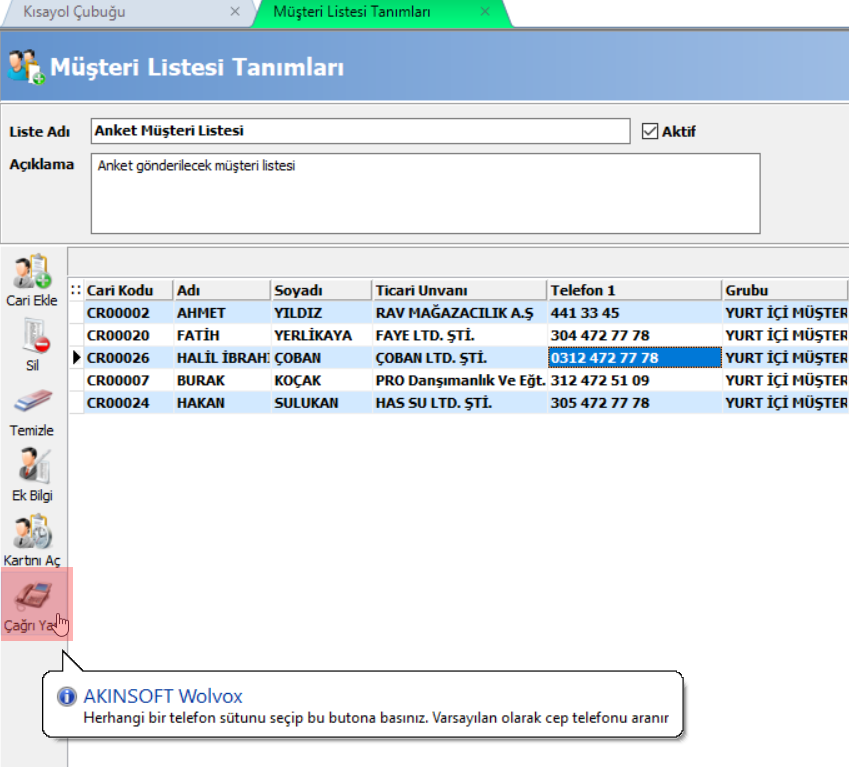 Kısayol Çubuğu
Müşteri Listesi Tanımları
Müşteri Listesi Tanımları
Liste Adı Anket Müşteri Listesi Aktif
Açıklama Anket gönderilecek müşteri listesi
Cari Ekle
Sil
Temizle
Ek Bilgi
Kartını Aç
Çağrı
Cari Kodu Adı Soyadı Ticari Unvanı Telefon 1 Grubu
CR00002 AHMET YILDIZ RAV MAĞAZACILIK A.Ş 441 33 45 YURT İÇİ MÜŞTER
CR00020 FATİH YERLİKAYA FAYE LTD. ŞTİ. 304 472 77 78 YURT İÇİ MÜŞTER
CR00026 HALİL İBRAHİ ÇOBAN ÇOBAN LTD. ŞTİ. 0312 472 77 78 YURT İÇİ MÜŞTER
CR00007 BURAK KOÇAK PRO Danışmanlık Ve Eğt. 312 472 51 09 YURT İÇİ MÜŞTER
CR00024 HAKAN SULUKAN HAS SU LTD. ŞTİ. 305 472 77 78 YURT İÇİ MÜŞTER
AKINSOFT Wolvox
Herhangi bir telefon sütunu seçip bu butona basınız. Varsayılan olarak cep telefonu aranır